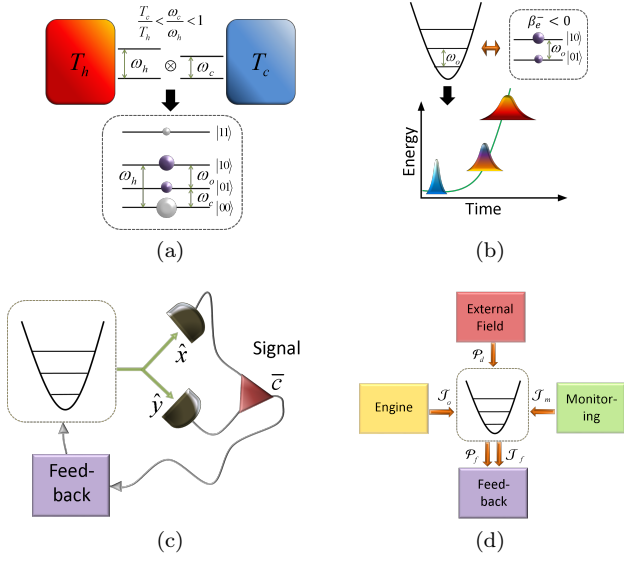 T_c/T_h < ω_c/ω_h < 1
T_h
ω_h
⊗
ω_c
T_c
|11⟩
|10⟩
|01⟩
|00⟩
ω_h
ω_o
ω_c
(a)
β_e^- < 0
|10⟩
|01⟩
ω_o
ω_o
Energy
Time
(b)
x̂
ŷ
Signal
c̄
Feed-
back
(c)
External
Field
𝒫_d
Engine
𝒥_o
𝒥_m
Monitor-
ing
𝒫_f
𝒥_f
Feed-
back
(d)